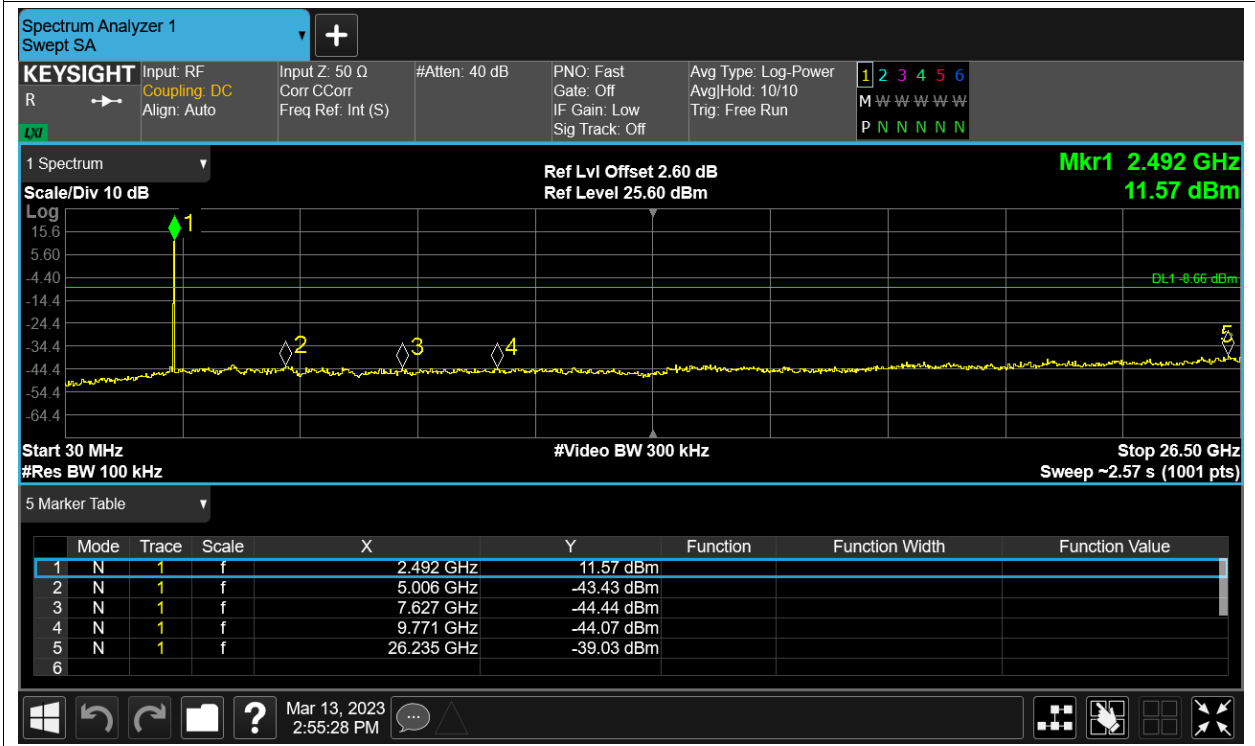 Spectrum Analyzer 1
Swept SA
+
KEYSIGHT
R
LXI
Input: RF
Coupling: DC
Align: Auto
Input Z: 50 Ω
Corr CCorr
Freq Ref: Int (S)
#Atten: 40 dB
PNO: Fast
Gate: Off
IF Gain: Low
Sig Track: Off
Avg Type: Log-Power
Avg|Hold: 10/10
Trig: Free Run
1 2 3 4 5 6
M W W W W W
P N N N N N
1 Spectrum
Scale/Div 10 dB
Ref Lvl Offset 2.60 dB
Ref Level 25.60 dBm
Mkr1 2.492 GHz
11.57 dBm
Log
15.6
5.60
-4.40
-14.4
-24.4
-34.4
-44.4
-54.4
-64.4
1
2
3
4
5
DL1 -8.66 dBm
Start 30 MHz
#Res BW 100 kHz
#Video BW 300 kHz
Stop 26.50 GHz
Sweep ~2.57 s (1001 pts)
5 Marker Table
Mode Trace Scale X Y Function Function Width Function Value
1 N 1 f 2.492 GHz 11.57 dBm
2 N 1 f 5.006 GHz -43.43 dBm
3 N 1 f 7.627 GHz -44.44 dBm
4 N 1 f 9.771 GHz -44.07 dBm
5 N 1 f 26.235 GHz -39.03 dBm
6
?
Mar 13, 2023
2:55:28 PM